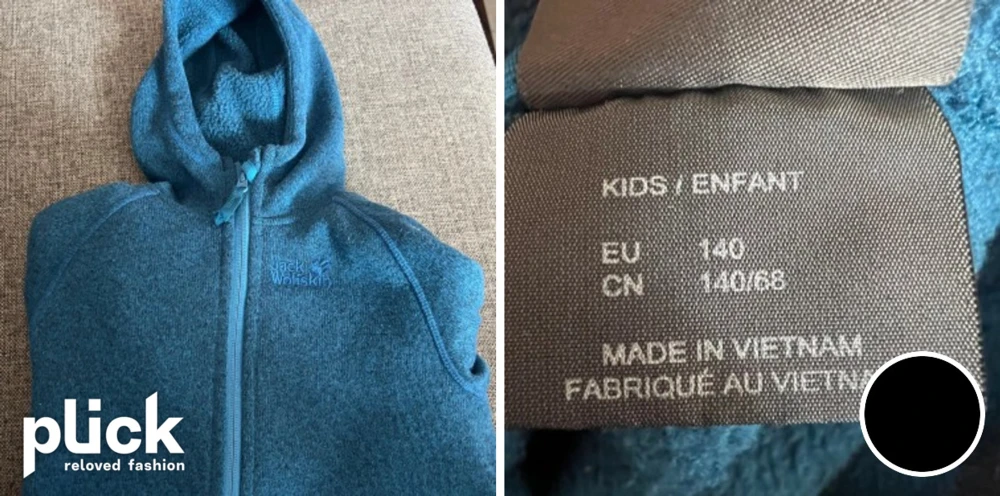 Jack
Wolfskin
plick
reloved fashion
KIDS / ENFANT
EU 140
CN 140/68
MADE IN VIETNAM
FABRIQUÉ AU VIETNA